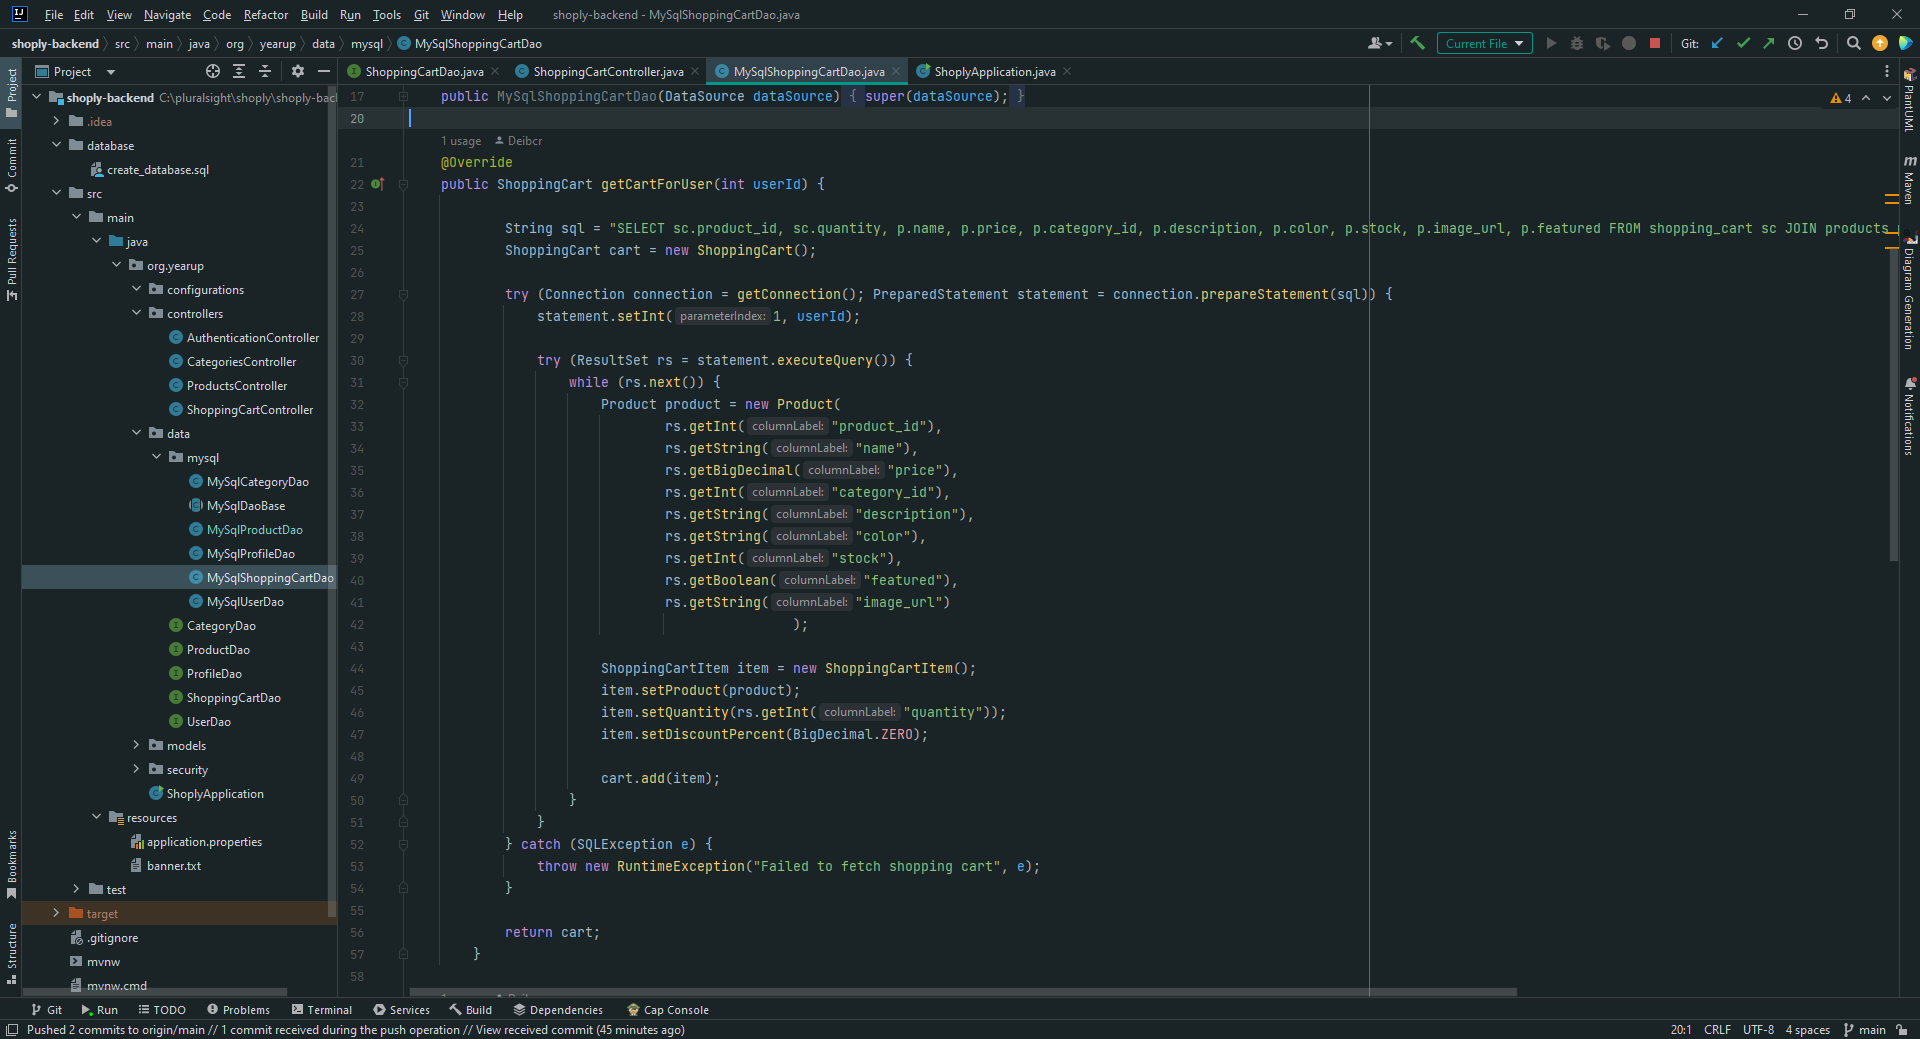 File Edit View Navigate Code Refactor Build Run Tools Git Window Help shoply-backend - MySqlShoppingCartDao.java
shoply-backend src main java org yearup data mysql MySqlShoppingCartDao Current File Git:
Project
ShoppingCartDao.java ShoppingCartController.java MySqlShoppingCartDao.java ShoplyApplication.java
Project
Commit
Pull Requests
Bookmarks
Structure
shoply-backend C:\pluralsight\shoply\shoply-bac
.idea
database
create_database.sql
src
main
java
org.yearup
configurations
controllers
AuthenticationController
CategoriesController
ProductsController
ShoppingCartController
data
mysql
MySqlCategoryDao
MySqlDaoBase
MySqlProductDao
MySqlProfileDao
MySqlShoppingCartDao
MySqlUserDao
CategoryDao
ProductDao
ProfileDao
ShoppingCartDao
UserDao
models
security
ShoplyApplication
resources
application.properties
banner.txt
test
target
.gitignore
mvnw
mvnw.cmd
17 public MySqlShoppingCartDao(DataSource dataSource) { super(dataSource); }
4
20
1 usage Deibcr
21 @Override
22 public ShoppingCart getCartForUser(int userId) {
23
24 String sql = "SELECT sc.product_id, sc.quantity, p.name, p.price, p.category_id, p.description, p.color, p.stock, p.image_url, p.featured FROM shopping_cart sc JOIN products
25 ShoppingCart cart = new ShoppingCart();
26
27 try (Connection connection = getConnection(); PreparedStatement statement = connection.prepareStatement(sql)) {
28 statement.setInt( parameterIndex: 1, userId);
29
30 try (ResultSet rs = statement.executeQuery()) {
31 while (rs.next()) {
32 Product product = new Product(
33 rs.getInt( columnLabel: "product_id"),
34 rs.getString( columnLabel: "name"),
35 rs.getBigDecimal( columnLabel: "price"),
36 rs.getInt( columnLabel: "category_id"),
37 rs.getString( columnLabel: "description"),
38 rs.getString( columnLabel: "color"),
39 rs.getInt( columnLabel: "stock"),
40 rs.getBoolean( columnLabel: "featured"),
41 rs.getString( columnLabel: "image_url")
42 );
43
44 ShoppingCartItem item = new ShoppingCartItem();
45 item.setProduct(product);
46 item.setQuantity(rs.getInt( columnLabel: "quantity"));
47 item.setDiscountPercent(BigDecimal.ZERO);
48
49 cart.add(item);
50 }
51 }
52 } catch (SQLException e) {
53 throw new RuntimeException("Failed to fetch shopping cart", e);
54 }
55
56 return cart;
57 }
58
PlantUML
Maven
Diagram Generation
Notifications
Git Run TODO Problems Terminal Services Build Dependencies Cap Console
Pushed 2 commits to origin/main // 1 commit received during the push operation // View received commit (45 minutes ago) 20:1 CRLF UTF-8 4 spaces main